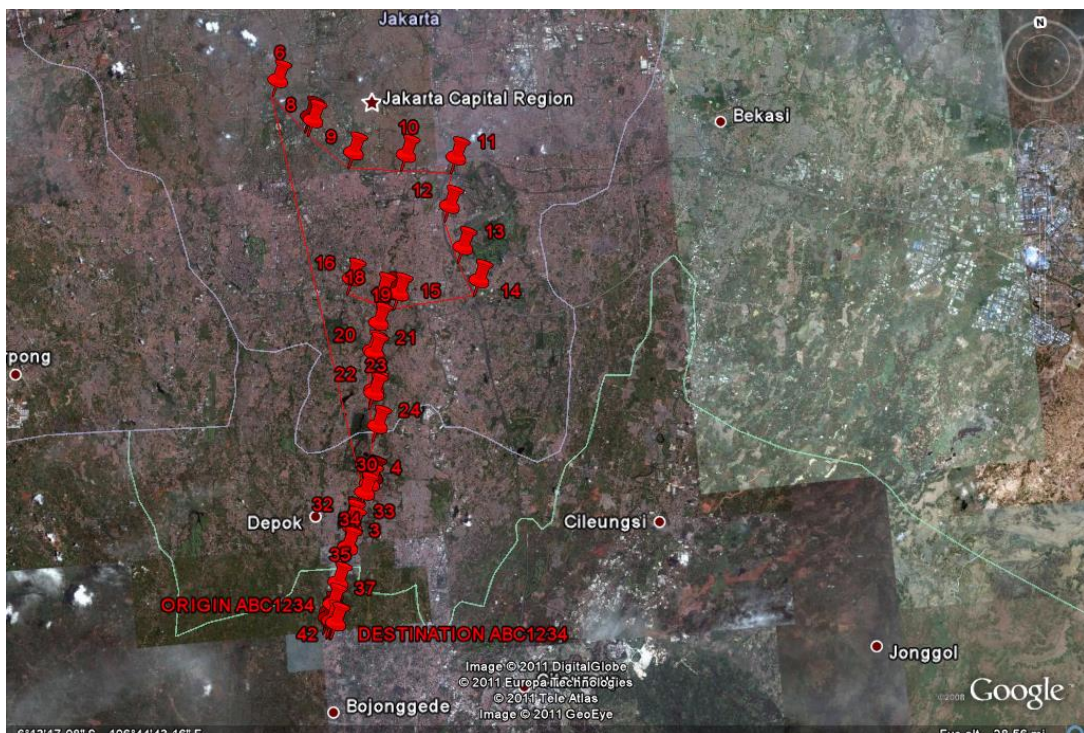 Jakarta
N
6
8
Jakarta Capital Region
9
10
11
Bekasi
12
13
16
18
19
15
14
20
21
22
23
24
rpong
30
4
32
33
34
3
Depok
Cileungsi
35
37
ORIGIN ABC1234
42
DESTINATION ABC1234
Jonggol
Bojonggede
Image © 2011 DigitalGlobe
© 2011 Europa Technologies
© 2011 Tele Atlas
Image © 2011 GeoEye
©2008 Google